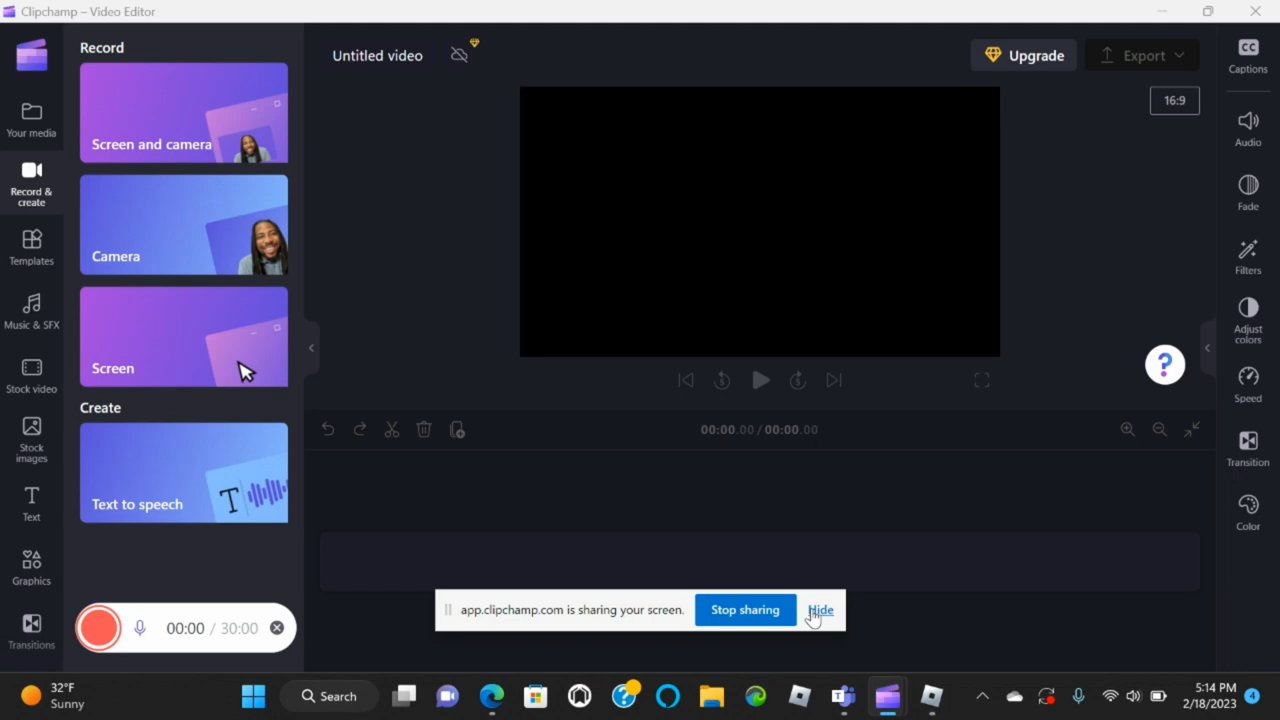 Clipchamp – Video Editor
Your media
Record &
create
Templates
Music & SFX
Stock video
Stock
images
Text
Graphics
Transitions
Record
Screen and camera
Camera
Screen
Create
Text to speech
00:00 / 30:00
Untitled video
Upgrade
Export
16:9
5
5
?
00:00.00 / 00:00.00
app.clipchamp.com is sharing your screen.
Stop sharing
Hide
CC
Captions
Audio
Fade
Filters
Adjust
colors
Speed
Transition
Color
32°F
Sunny
Search
5:14 PM
2/18/2023
4